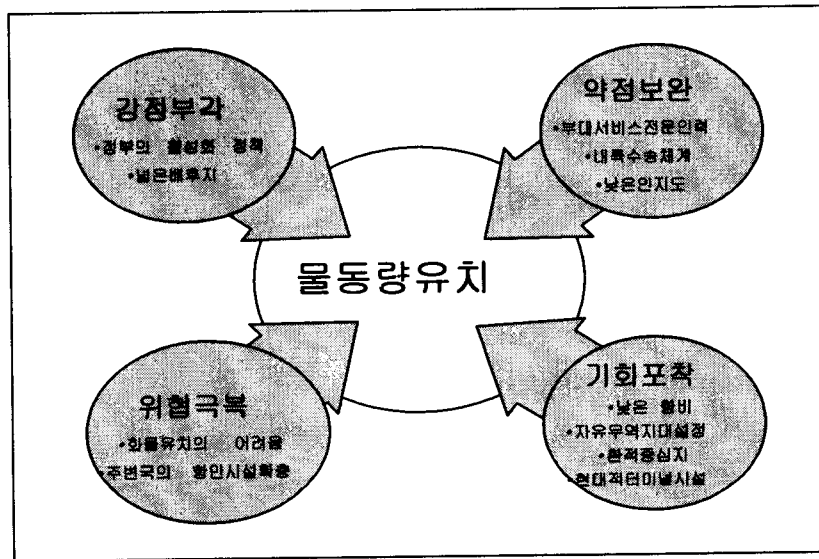 강점부각
•정부의 활성화 정책
•넓은배후지
약점보완
•부대서비스전문인력
•내륙수송체계
•낮은인지도
물동량유치
위협극복
•화물유치의 어려움
•주변국의 항만시설확충
기회포착
•낮은 항비
•자유무역지대설정
•환적중심지
•현대적터미널시설